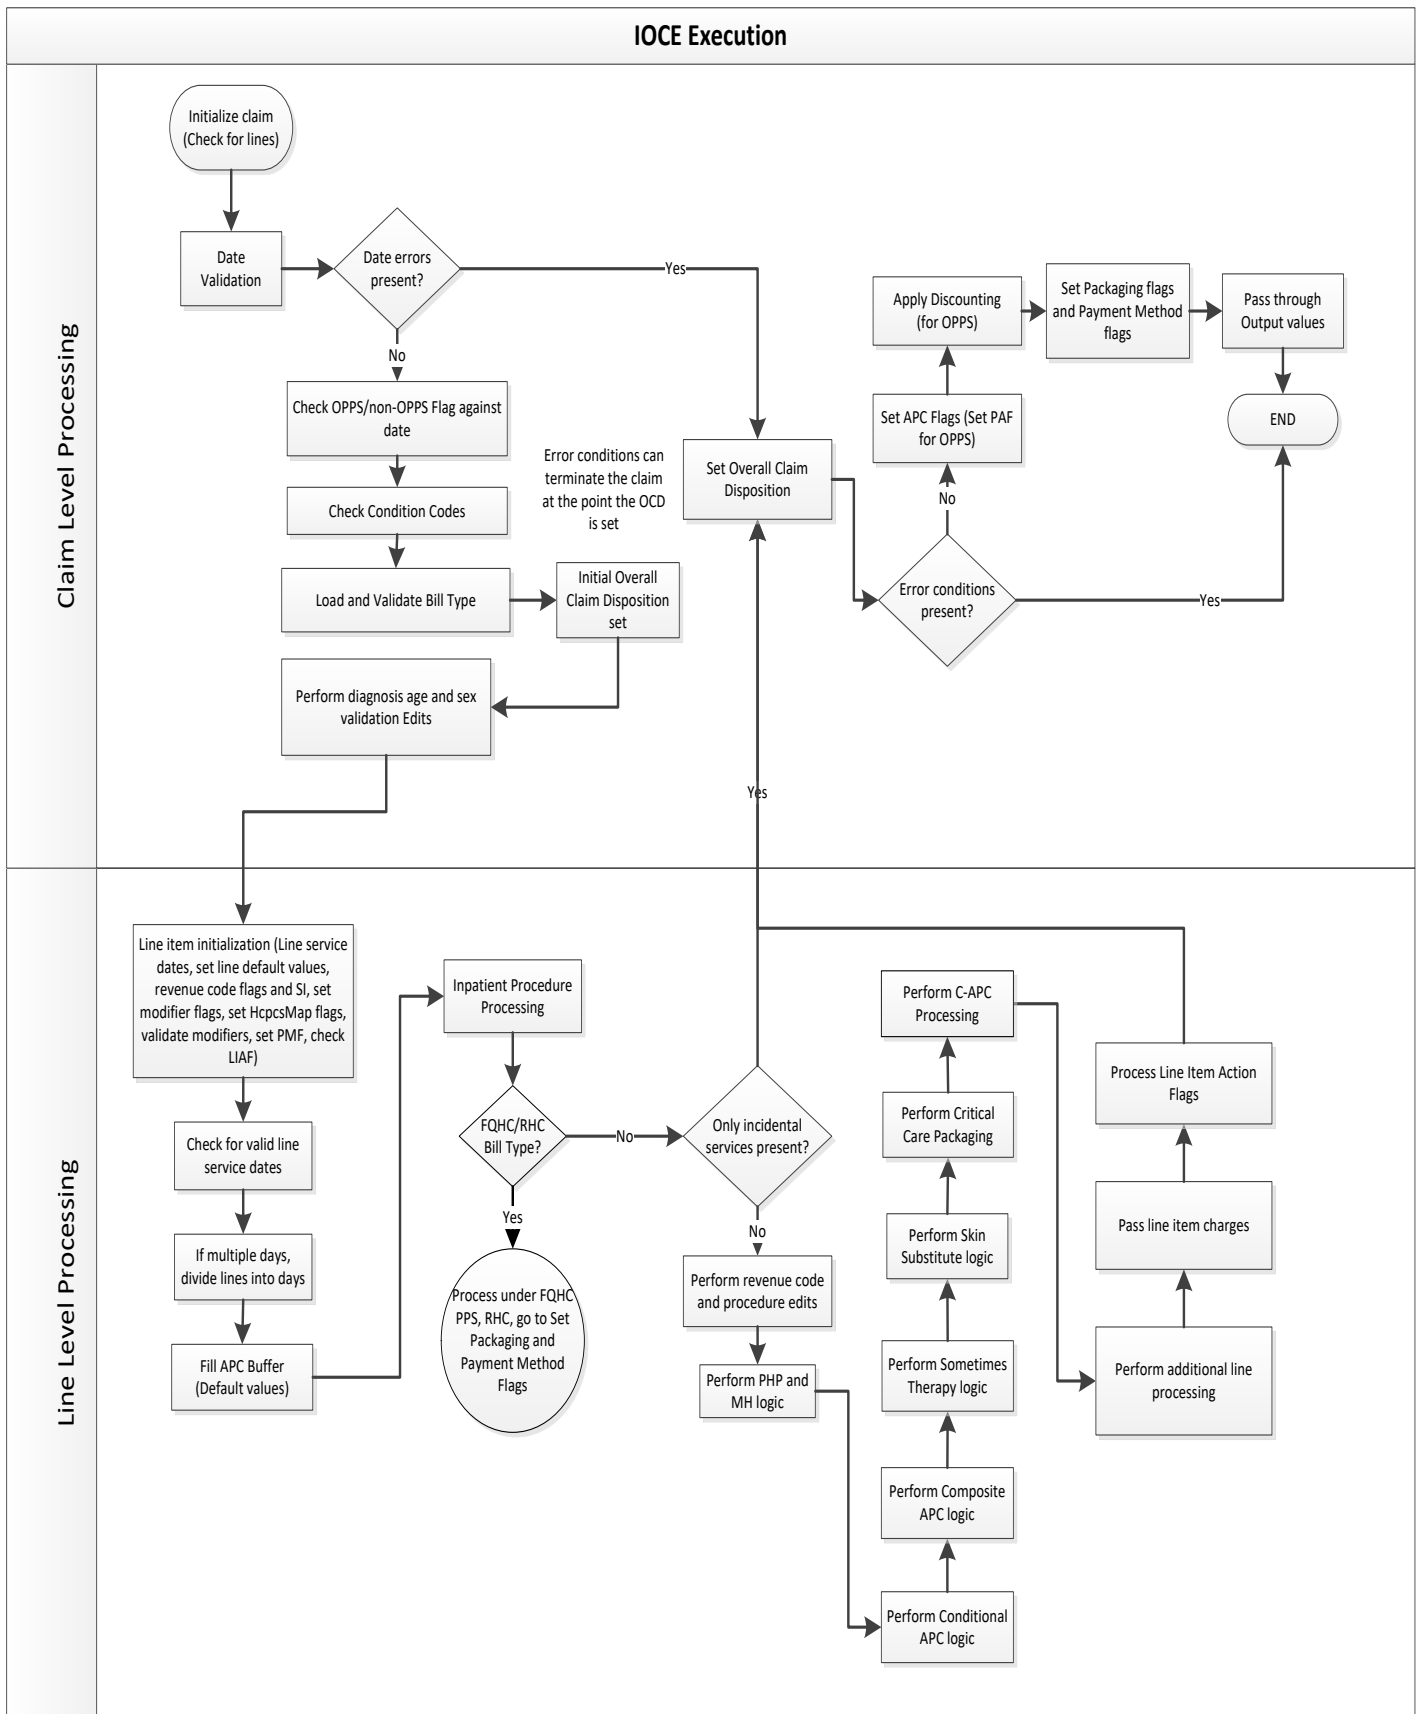 IOCE Execution
Claim Level Processing
Initialize claim
(Check for lines)
Date
Validation
Date errors
present?
Yes
No
Check OPPS/non-OPPS Flag against
date
Check Condition Codes
Load and Validate Bill Type
Initial Overall
Claim Disposition
set
Error conditions can
terminate the claim
at the point the OCD
is set
Perform diagnosis age and sex
validation Edits
Set Overall Claim
Disposition
Error conditions
present?
Yes
No
Set APC Flags (Set PAF
for OPPS)
Apply Discounting
(for OPPS)
Set Packaging flags
and Payment Method
flags
Pass through
Output values
END
Yes
Line Level Processing
Line item initialization (Line service
dates, set line default values,
revenue code flags and SI, set
modifier flags, set HcpcsMap flags,
validate modifiers, set PMF, check
LIAF)
Check for valid line
service dates
If multiple days,
divide lines into days
Fill APC Buffer
(Default values)
Inpatient Procedure
Processing
FQHC/RHC
Bill Type?
No
Yes
Process under FQHC
PPS, RHC, go to Set
Packaging and
Payment Method
Flags
Only incidental
services present?
No
Perform revenue code
and procedure edits
Perform PHP and
MH logic
Perform Conditional
APC logic
Perform Composite
APC logic
Perform Sometimes
Therapy logic
Perform Skin
Substitute logic
Perform Critical
Care Packaging
Perform C-APC
Processing
Perform additional line
processing
Pass line item charges
Process Line Item Action
Flags